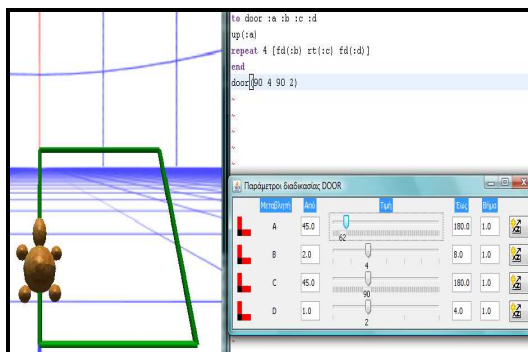 to door :a :b :c :d
up(:a)
repeat 4 [fd(:b) rt(:c) fd(:d)]
end
door(90 4 90 2)
~
~
~
~
~
~
Παράμετροι διαδικασίας DOOR
Μεταβλητή Από Τιμή Έως Βήμα
A 45.0 62 180.0 1.0
B 2.0 4 8.0 1.0
C 45.0 90 180.0 1.0
D 1.0 2 4.0 1.0
~